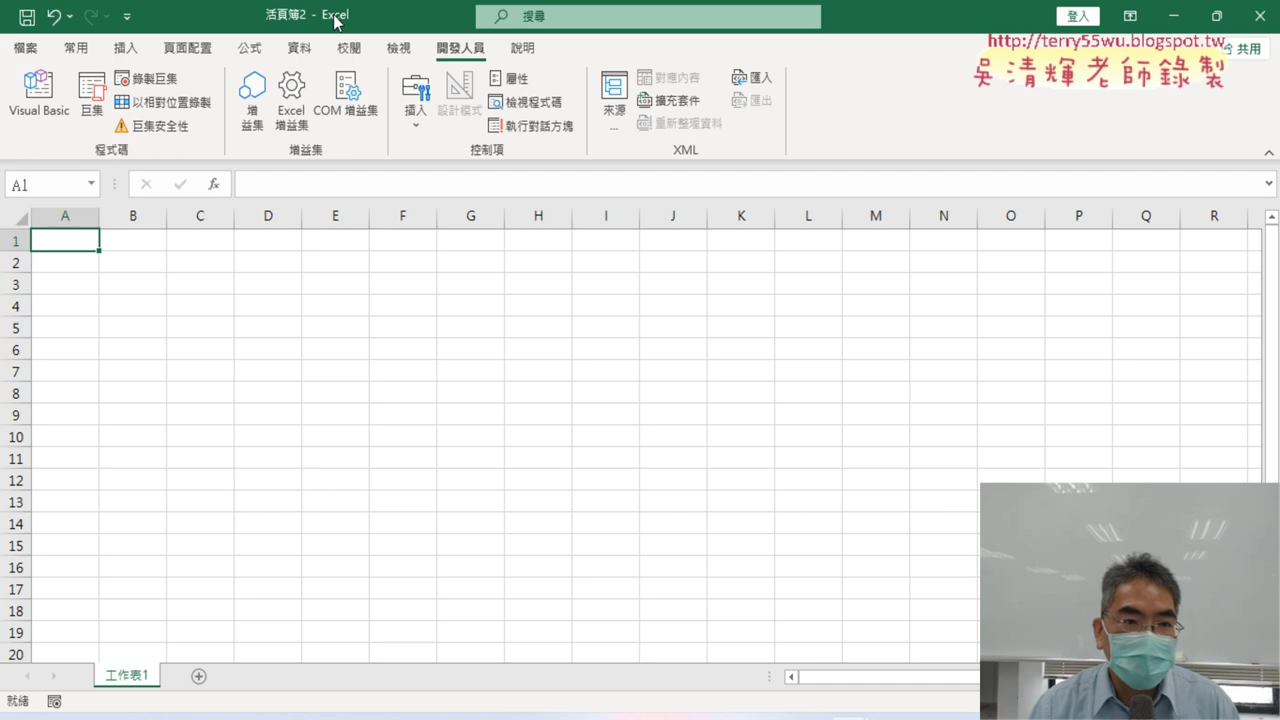 活頁簿2 - Excel
搜尋
登入
檔案 常用 插入 頁面配置 公式 資料 校閱 檢視 開發人員 說明
共用
http://terry55wu.blogspot.tw
吳清輝老師錄製
Visual Basic
巨集
錄製巨集
以相對位置錄製
巨集安全性
程式碼
增益集
Excel 增益集
COM 增益集
增益集
插入
設計模式
屬性
檢視程式碼
執行對話方塊
控制項
來源
...
對應內容
擴充套件
重新整理資料
匯入
匯出
XML
A1
fx
A B C D E F G H I J K L M N O P Q R
1
2
3
4
5
6
7
8
9
10
11
12
13
14
15
16
17
18
19
20
工作表1
就緒